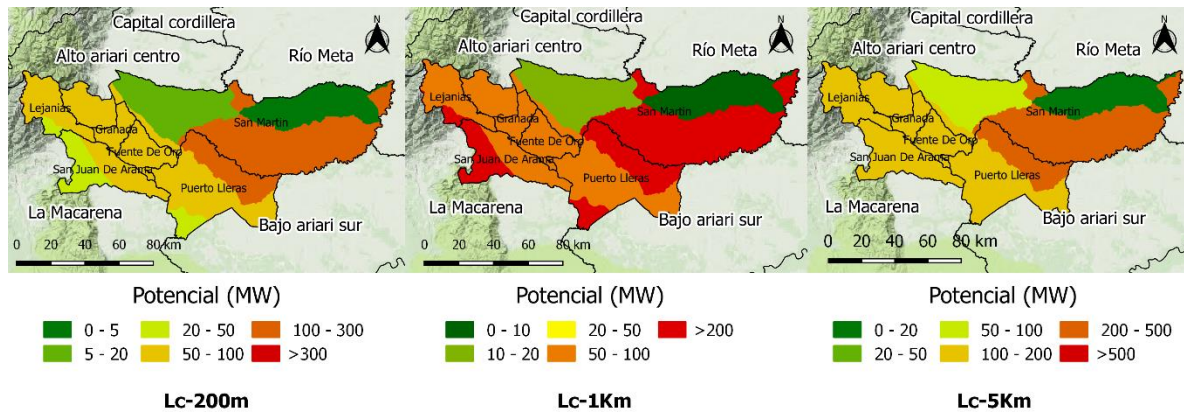 Capital cordillera
N
Alto ariari centro
Río Meta
Lejanias
Granada
San Martin
Fuente De Oro
San Juan De Arama
Puerto Lleras
La Macarena
Bajo ariari sur
0 20 40 60 80 km
Potencial (MW)
0 - 5 20 - 50 100 - 300
5 - 20 50 - 100 >300
Lc-200m
Capital cordillera
N
Alto ariari centro
Río Meta
Lejanias
Granada
San Martin
Fuente De Oro
San Juan De Arama
Puerto Lleras
La Macarena
Bajo ariari sur
0 20 40 60 80 km
Potencial (MW)
0 - 10 20 - 50 >200
10 - 20 50 - 100
Lc-1Km
Capital cordillera
N
Alto ariari centro
Río Meta
Lejanias
Granada
San Martin
Fuente De Oro
San Juan De Arama
Puerto Lleras
La Macarena
Bajo ariari sur
0 20 40 60 80 km
Potencial (MW)
0 - 20 50 - 100 200 - 500
20 - 50 100 - 200 >500
Lc-5Km